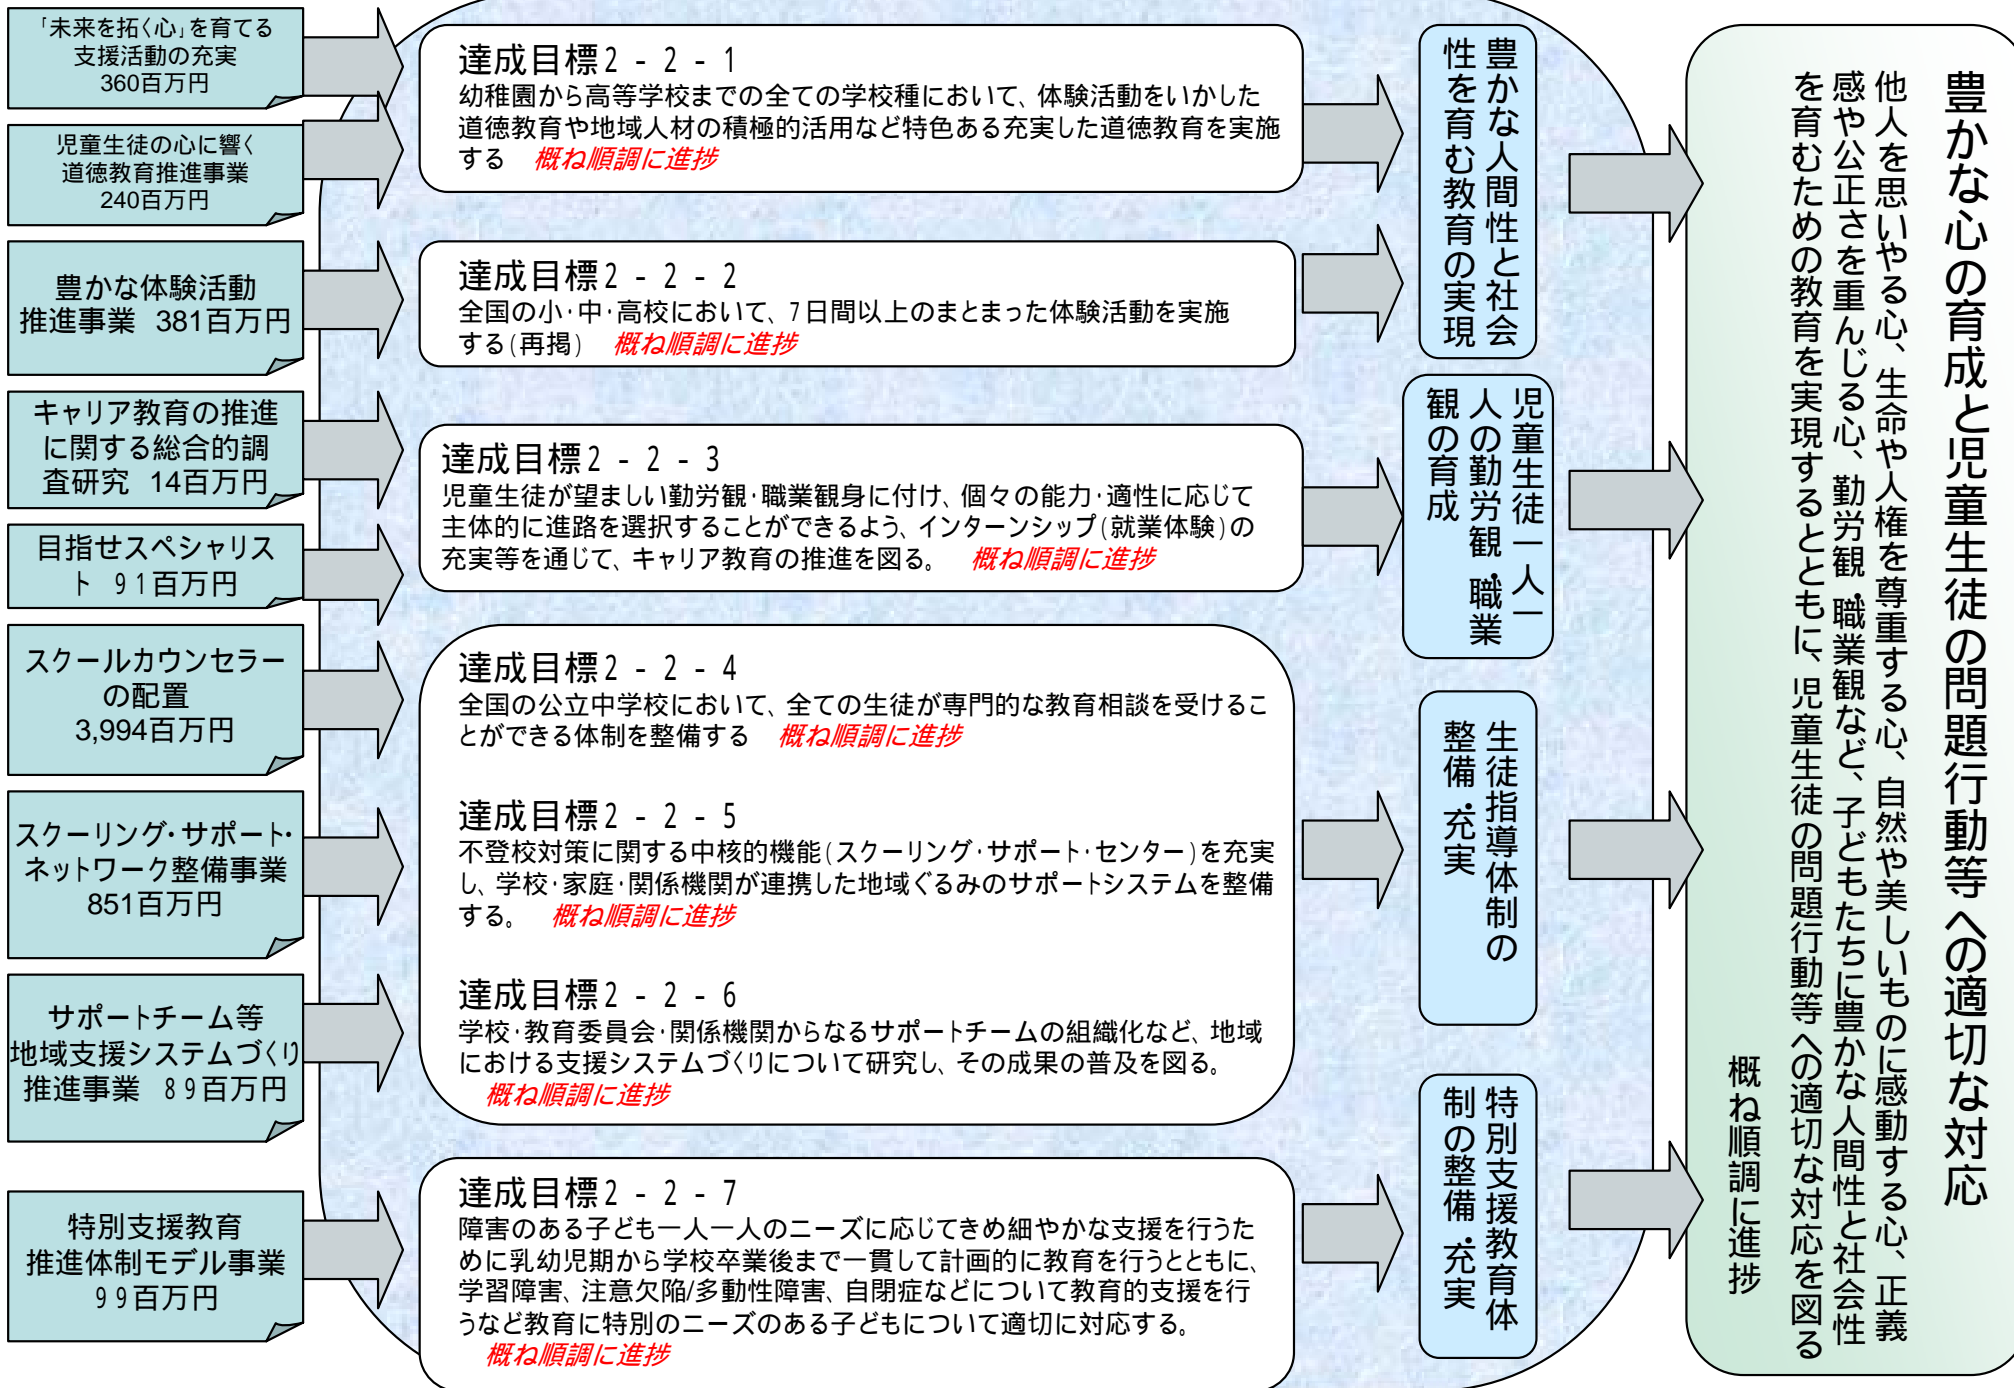 「未来を拓く心」を育てる
支援活動の充実
360百万円
児童生徒の心に響く
道徳教育推進事業
240百万円
豊かな体験活動
推進事業 381百万円
キャリア教育の推進
に関する総合的調
査研究 14百万円
目指せスペシャリス
ト 91百万円
スクールカウンセラー
の配置
3,994百万円
スクーリング・サポート・
ネットワーク整備事業
851百万円
サポートチーム等
地域支援システムづくり
推進事業 89百万円
特別支援教育
推進体制モデル事業
99百万円
達成目標2-2-1
幼稚園から高等学校までの全ての学校種において、体験活動をいかした
道徳教育や地域人材の積極的活用など特色ある充実した道徳教育を実施
する 概ね順調に進捗
達成目標2-2-2
全国の小・中・高校において、7日間以上のまとまった体験活動を実施
する(再掲) 概ね順調に進捗
達成目標2-2-3
児童生徒が望ましい勤労観・職業観身に付け、個々の能力・適性に応じて
主体的に進路を選択することができるよう、インターンシップ(就業体験)の
充実等を通じて、キャリア教育の推進を図る。 概ね順調に進捗
達成目標2-2-4
全国の公立中学校において、全ての生徒が専門的な教育相談を受けるこ
とができる体制を整備する 概ね順調に進捗
達成目標2-2-5
不登校対策に関する中核的機能(スクーリング・サポート・センター)を充実
し、学校・家庭・関係機関が連携した地域ぐるみのサポートシステムを整備
する。 概ね順調に進捗
達成目標2-2-6
学校・教育委員会・関係機関からなるサポートチームの組織化など、地域
における支援システムづくりについて研究し、その成果の普及を図る。
概ね順調に進捗
達成目標2-2-7
障害のある子ども一人一人のニーズに応じてきめ細やかな支援を行うた
めに乳幼児期から学校卒業後まで一貫して計画的に教育を行うとともに、
学習障害、注意欠陥/多動性障害、自閉症などについて教育的支援を行
うなど教育に特別のニーズのある子どもについて適切に対応する。
概ね順調に進捗
豊かな人間性と社会
性を育む教育の実現
児童生徒一人一
人の勤労観・職業
観の育成
生徒指導体制の
整備・充実
特別支援教育体
制の整備・充実
豊かな心の育成と児童生徒の問題行動等への適切な対応
他人を思いやる心、生命や人権を尊重する心、自然や美しいものに感動する心、正義
感や公正さを重んじる心、勤労観・職業観など、子どもたちに豊かな人間性と社会性
を育むための教育を実現するとともに、児童生徒の問題行動等への適切な対応を図る
概ね順調に進捗